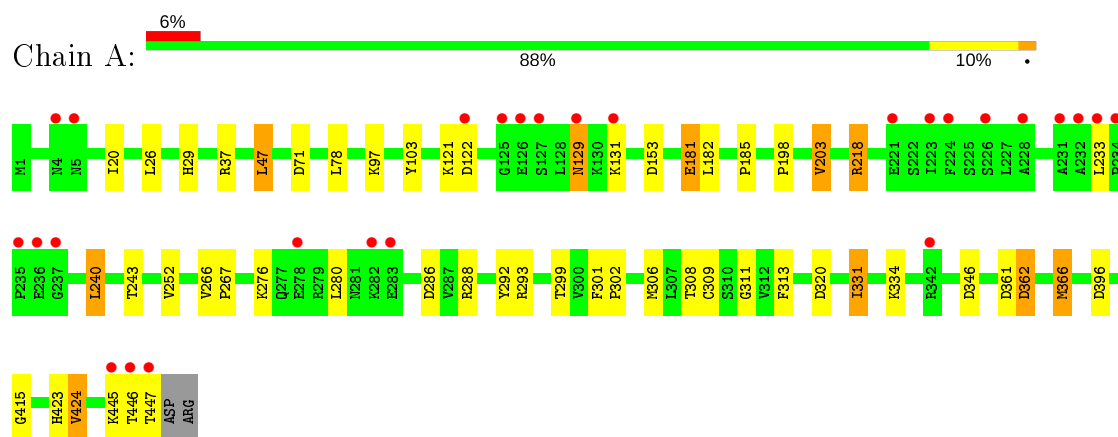 6%
Chain A:
88% 10% •
M1 N4 N5 I20 L26 H29 R37 L47 D71 L78 K97 Y103 K121 D122 G125 E126 S127 L128 N129 K130 K131 D153 E181 L182 P185 P198 V203 R218 E221 S222 I223 F224 S225 S226 L227 A228 A231 A232 L233
P235 E236 G237 L240 T243 V252 V266 P267 K276 Q277 E278 R279 L280 N281 K282 E283 D286 V287 R288 Y292 R293 T299 V300 F301 P302 M306 L307 T308 C309 S310 G311 V312 F313 D320 I331 K334 R342 D346 D361 D362 M366 D396
G415 H423 V424 K445 T446 T447 ASP ARG